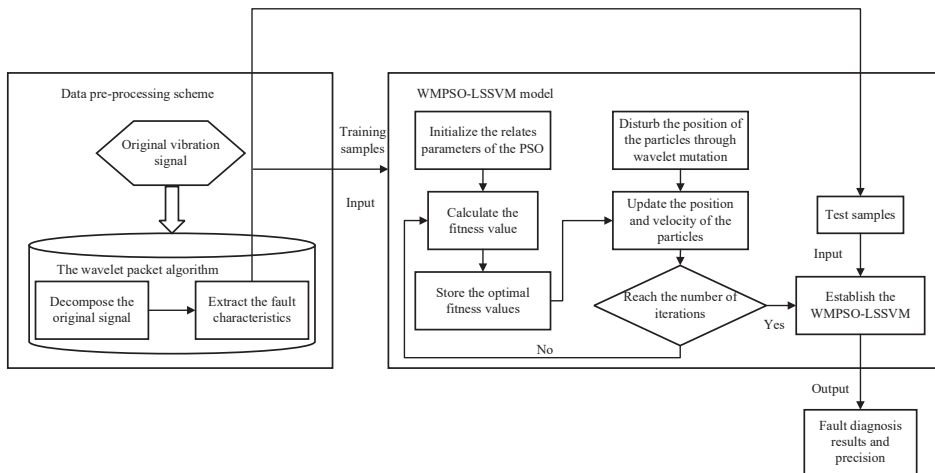 Data pre-processing scheme
Original vibration
signal
The wavelet packet algorithm
Decompose the
original signal
Extract the fault
characteristics
Training
samples
Input
WMPSO-LSSVM model
Initialize the relates
parameters of the PSO
Calculate the
fitness value
Store the optimal
fitness values
Disturb the position of
the particles through
wavelet mutation
Update the position
and velocity of the
particles
Reach the number of
iterations
No
Yes
Test samples
Input
Establish the
WMPSO-LSSVM
Output
Fault diagnosis
results and
precision